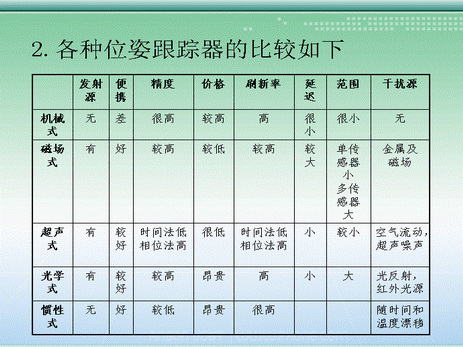 2. 各种位姿跟踪器的比较如下
发射源 便携 精度 价格 刷新率 延迟 范围 干扰源
机械式 无 差 很高 较高 高 很小 很小 无
磁场式 有 好 较高 较低 较高 较大 单传感器小多传感器大 金属及磁场
超声式 有 较好 时间法低相位法高 很低 时间法低相位法高 小 较小 空气流动，超声噪声
光学式 有 较好 较高 昂贵 高 小 大 光反射，红外光源
惯性式 无 好 较低 昂贵 很高 随时间和温度漂移